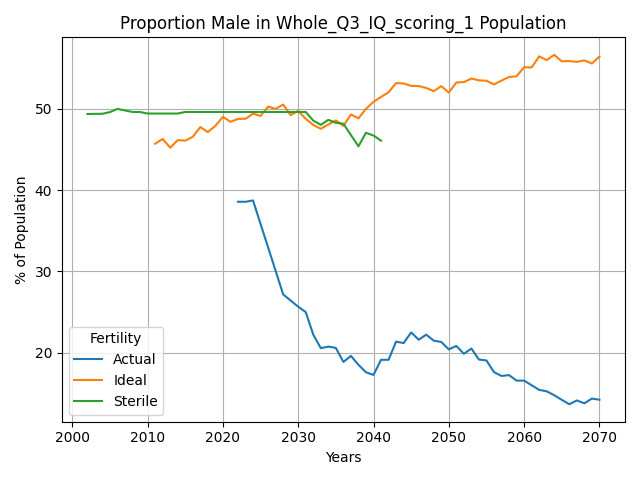 Proportion Male in Whole_Q3_IQ_scoring_1 Population
% of Population
50
40
30
20
Fertility
Actual
Ideal
Sterile
2000 2010 2020 2030 2040 2050 2060 2070
Years